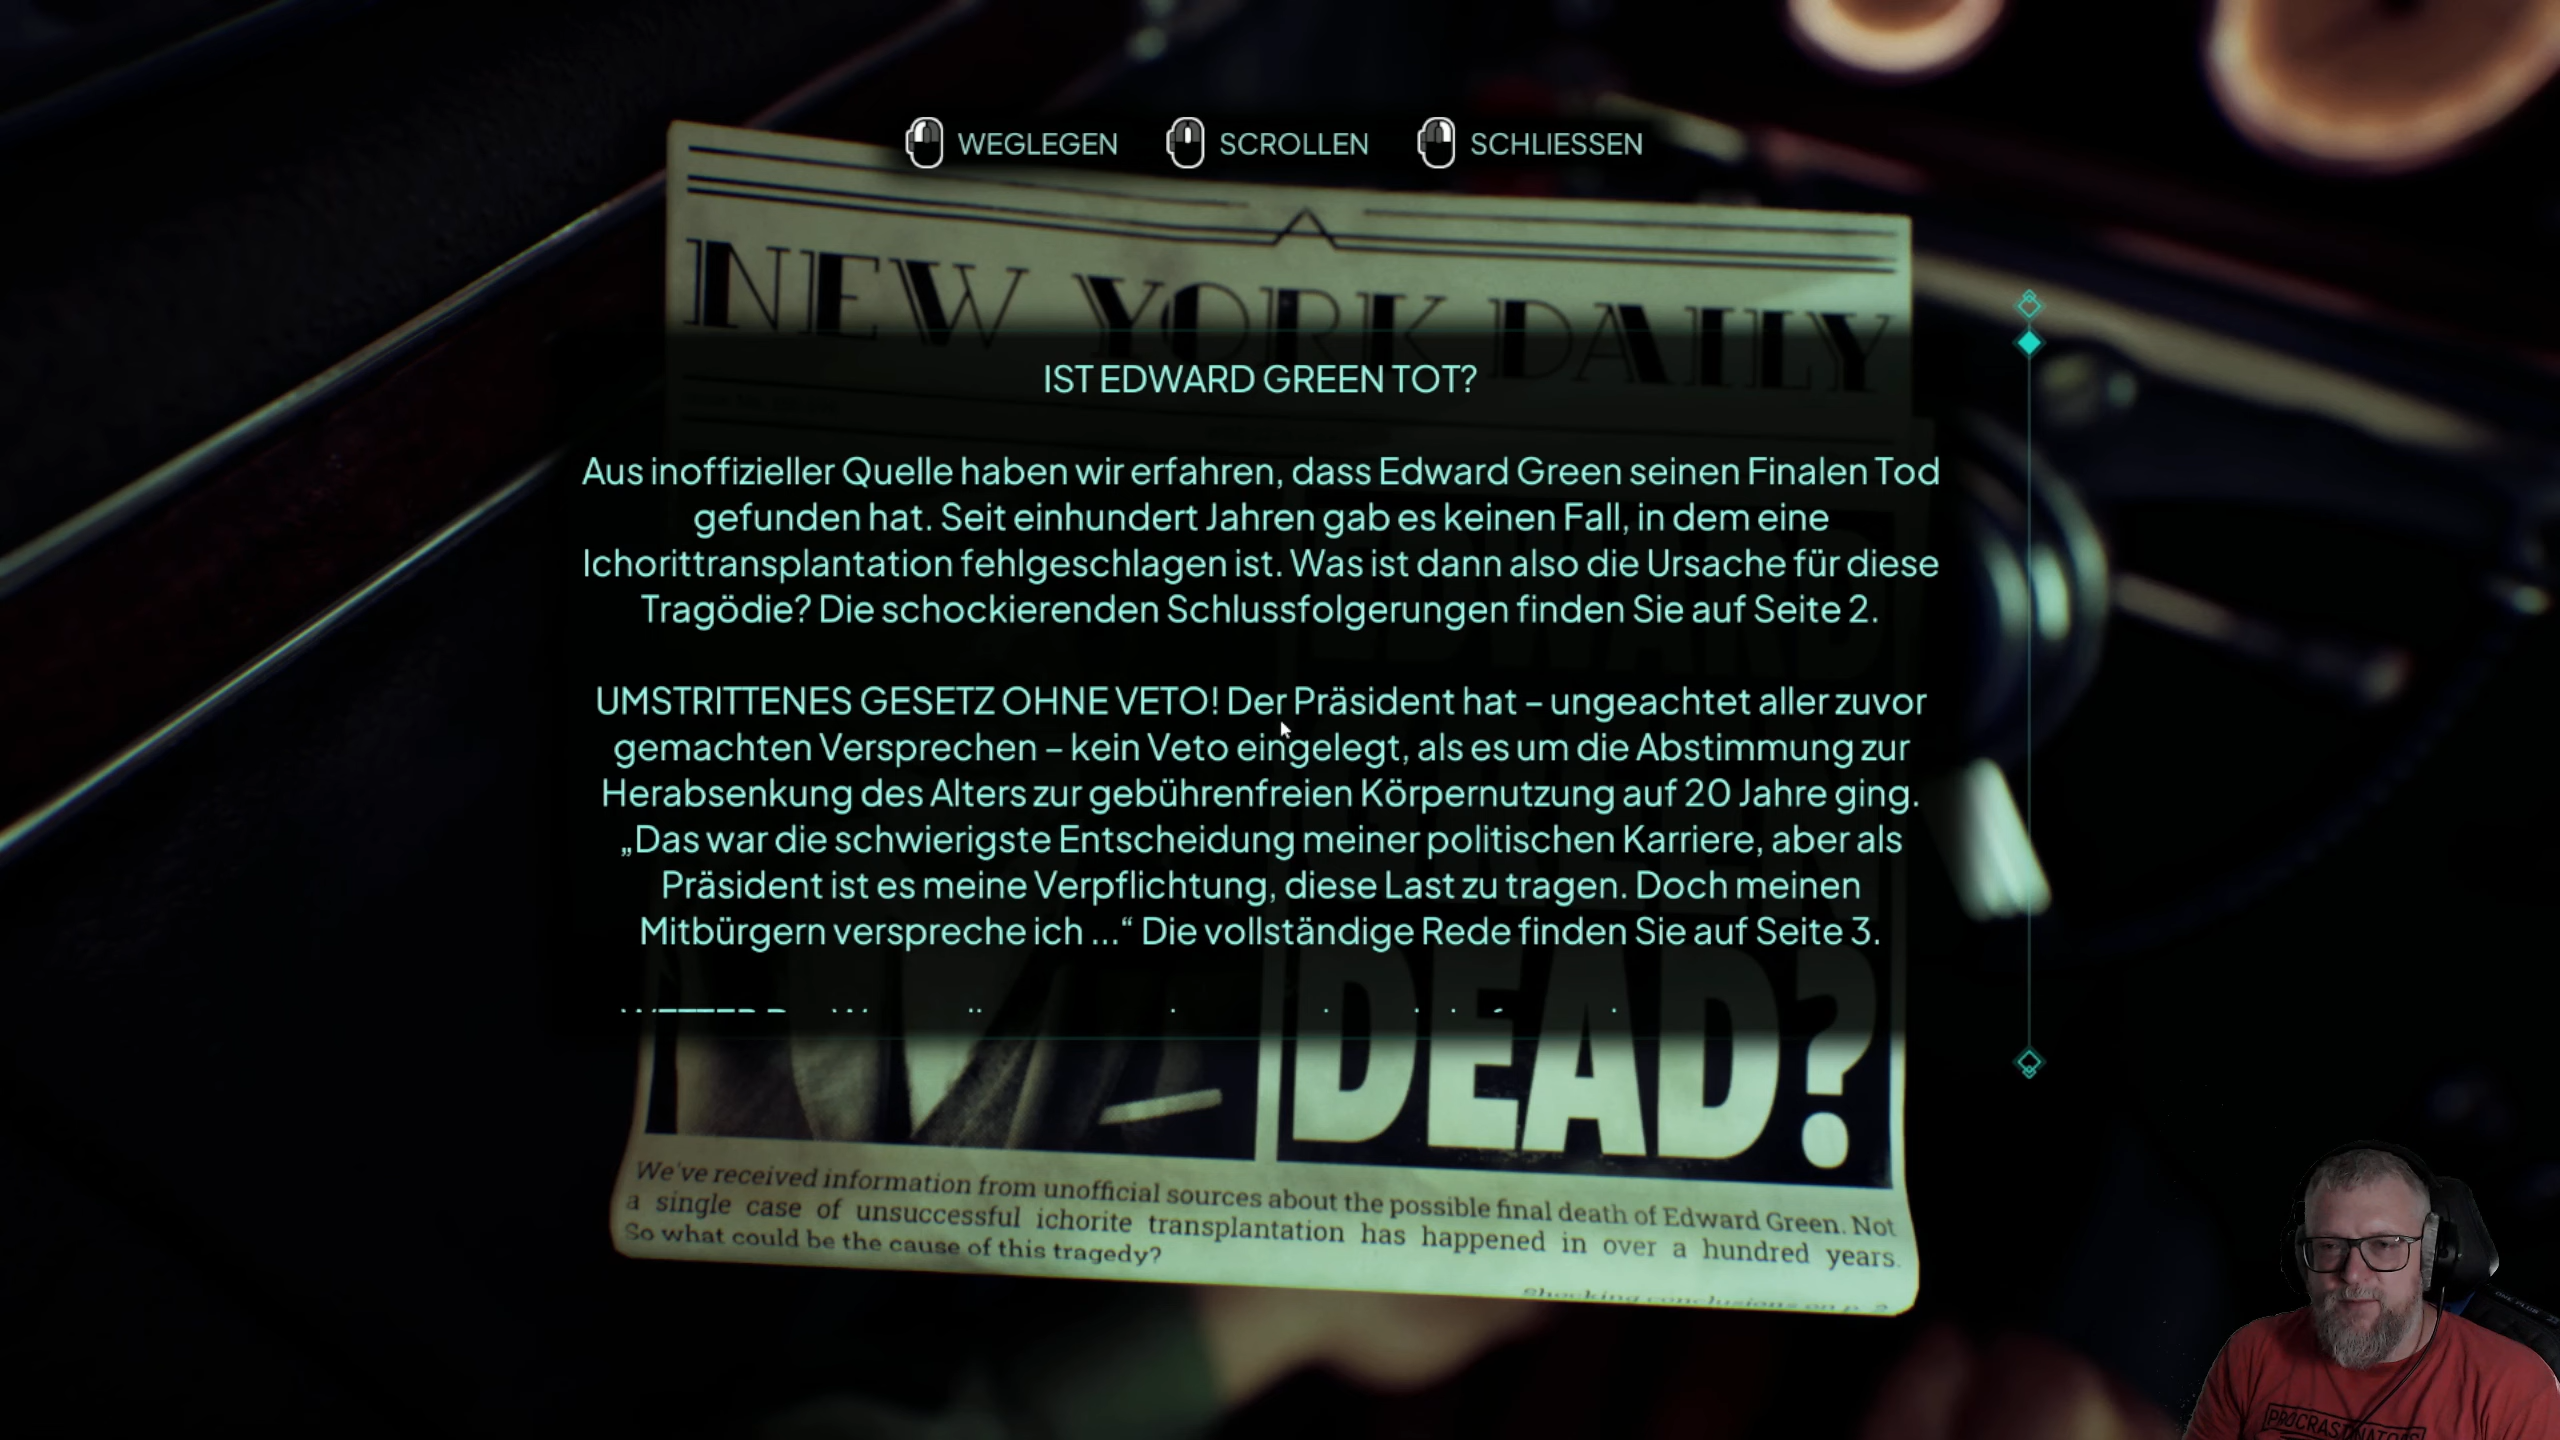 WEGLEGEN SCROLLEN SCHLIESSEN
NEW YORK DAILY
IST EDWARD GREEN TOT?
Aus inoffizieller Quelle haben wir erfahren, dass Edward Green seinen Finalen Tod
gefunden hat. Seit einhundert Jahren gab es keinen Fall, in dem eine
Ichorittransplantation fehlgeschlagen ist. Was ist dann also die Ursache für diese
Tragödie? Die schockierenden Schlussfolgerungen finden Sie auf Seite 2.
UMSTRITTENES GESETZ OHNE VETO! Der Präsident hat – ungeachtet aller zuvor
gemachten Versprechen – kein Veto eingelegt, als es um die Abstimmung zur
Herabsenkung des Alters zur gebührenfreien Körpernutzung auf 20 Jahre ging.
„Das war die schwierigste Entscheidung meiner politischen Karriere, aber als
Präsident ist es meine Verpflichtung, diese Last zu tragen. Doch meinen
Mitbürgern verspreche ich ...“ Die vollständige Rede finden Sie auf Seite 3.
DEAD?
We've received information from unofficial sources about the possible final death of Edward Green. Not
a single case of unsuccessful ichorite transplantation has happened in over a hundred years.
So what could be the cause of this tragedy?
Shocking conclusions on p. 2